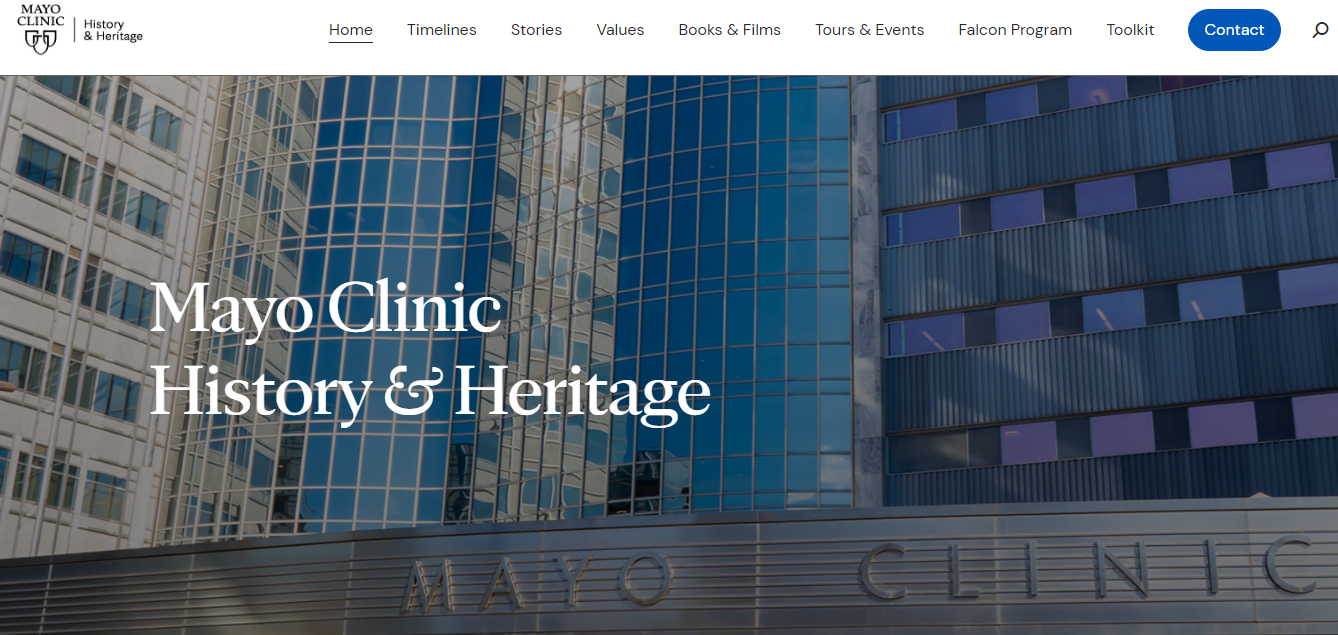 MAYO
CLINIC
History
& Heritage
Home
Timelines
Stories
Values
Books & Films
Tours & Events
Falcon Program
Toolkit
Contact
Mayo Clinic
History & Heritage
MAYO CLINIC